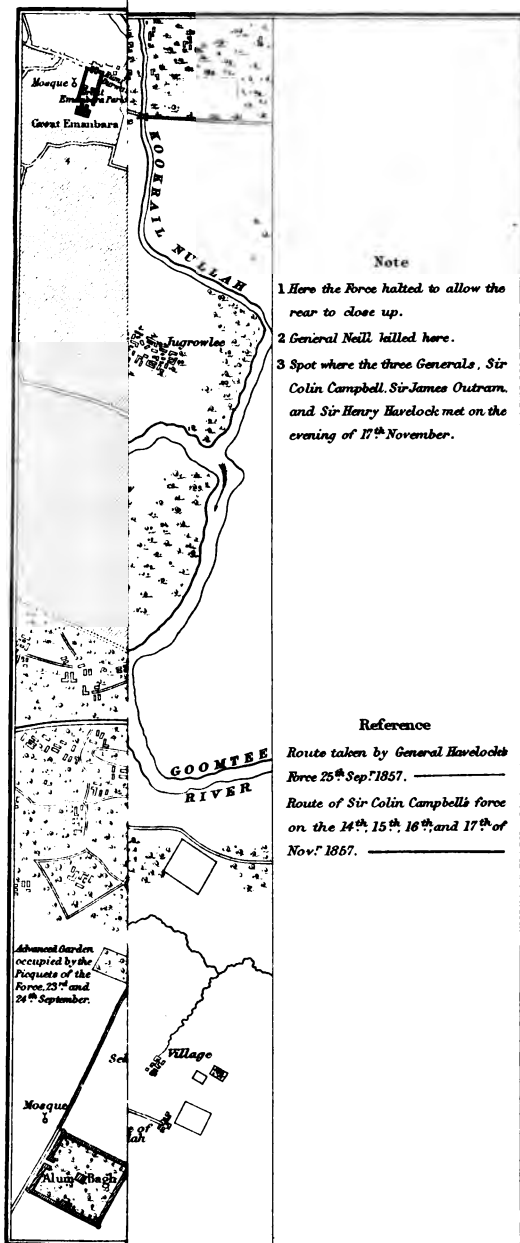 Mosque
Emanbara
Great Emanbara
KOOKRAIL NULLAH
Jugrowlee
Note
1 Here the Force halted to allow the
rear to close up.
2 General Neill killed here.
3 Spot where the three Generals, Sir
Colin Campbell, Sir James Outram,
and Sir Henry Havelock met on the
evening of 17th November.
GOOMTEE
RIVER
Reference
Route taken by General Havelock's
Force 25th Sepr. 1857.
Route of Sir Colin Campbell's force
on the 14th, 15th, 16th, and 17th of
Novr. 1857.
Advanced Garden
occupied by the
Picquets of the
Force, 23rd and
24th September.
Village
Mosque
e of
lah
Alum Bagh